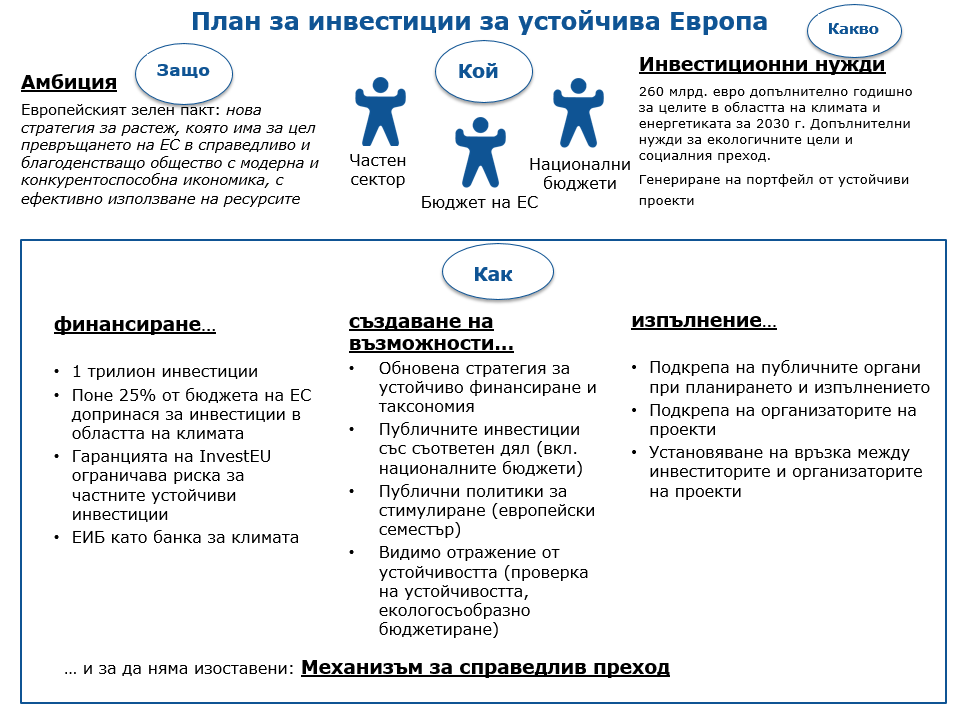 План за инвестиции за устойчива Европа
Защо
Амбиция
Европейският зелен пакт: нова
стратегия за растеж, която има за цел
превръщането на ЕС в справедливо и
благоденстващо общество с модерна и
конкурентоспособна икономика, с
ефективно използване на ресурсите
Кой
Частен
сектор
Бюджет на ЕС
Национални
бюджети
Какво
Инвестиционни нужди
260 млрд. евро допълнително годишно
за целите в областта на климата и
енергетиката за 2030 г. Допълнителни
нужди за екологичните цели и
социалния преход.
Генериране на портфейл от устойчиви
проекти
Как
финансиране…
• 1 трилион инвестиции
• Поне 25% от бюджета на ЕС
допринася за инвестиции в
областта на климата
• Гаранцията на InvestEU
ограничава риска за
частните устойчиви
инвестиции
• ЕИБ като банка за климата
създаване на
възможности…
• Обновена стратегия за
устойчиво финансиране и
таксономия
• Публичните инвестиции
със съответен дял (вкл.
националните бюджети)
• Публични политики за
стимулиране (европейски
семестър)
• Видимо отражение от
устойчивостта (проверка
на устойчивостта,
екологосъобразно
бюджетиране)
изпълнение…
• Подкрепа на публичните органи
при планирането и изпълнението
• Подкрепа на организаторите на
проекти
• Установяване на връзка между
инвеститорите и организаторите
на проекти
… и за да няма изоставени: Механизъм за справедлив преход